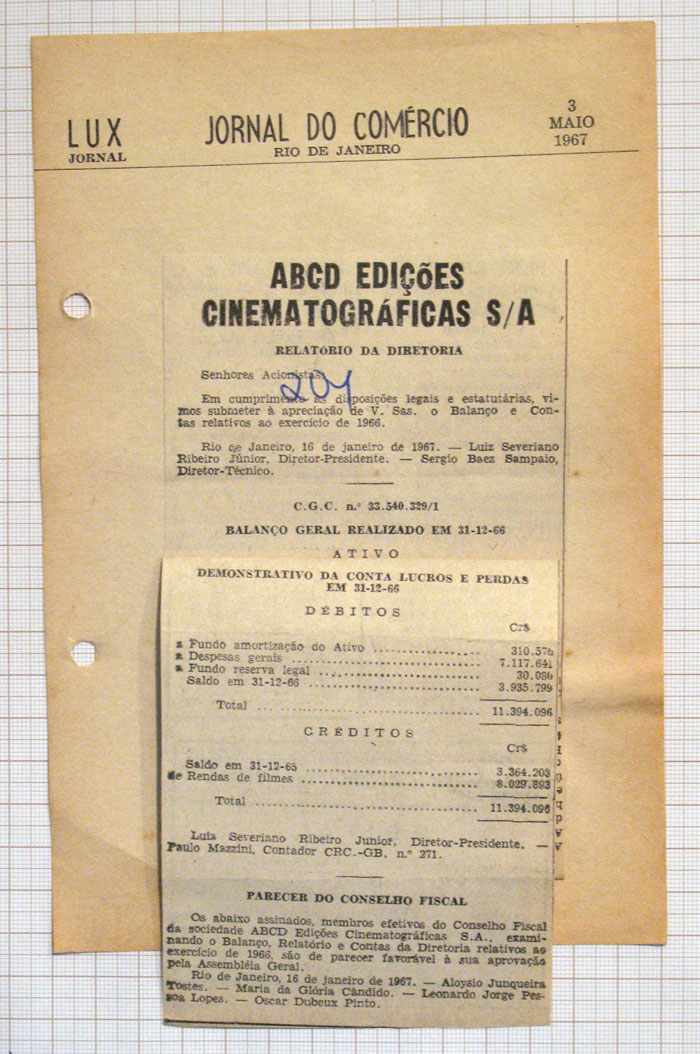 LUX
JORNAL
JORNAL DO COMÉRCIO
RIO DE JANEIRO
3
MAIO
1967
ABCD EDIÇÕES
CINEMATOGRÁFICAS S/A
RELATÓRIO DA DIRETORIA
Senhores Acionistas:
Em cumprimento às disposições legais e estatutárias, vi-
mos submeter à apreciação de V. Sas. o Balanço e Con-
tas relativos ao exercício de 1966.
Rio de Janeiro, 16 de janeiro de 1967. — Luiz Severiano
Ribeiro Júnior, Diretor-Presidente. — Sergio Baez Sampaio,
Diretor-Técnico.
C.G.C. n.º 33.540.329/1
BALANÇO GERAL REALIZADO EM 31-12-66
ATIVO
DEMONSTRATIVO DA CONTA LUCROS E PERDAS
EM 31-12-66
DÉBITOS
Cr$
a Fundo amortização do Ativo .............. 310.576
a Despesas gerais .............. 7.117.641
a Fundo reserva legal .............. 30.080
Saldo em 31-12-66 .............. 3.935.799
Total .............. 11.394.096
CRÉDITOS
Cr$
Saldo em 31-12-65 .............. 3.364.203
de Rendas de filmes .............. 8.029.893
Total .............. 11.394.096
Luiz Severiano Ribeiro Junior, Diretor-Presidente. —
Paulo Mazzini, Contador CRC.-GB. n.º 271.
PARECER DO CONSELHO FISCAL
Os abaixo assinados, membros efetivos do Conselho Fiscal
da sociedade ABCD Edições Cinematográficas S.A., exami-
nando o Balanço, Relatório e Contas da Diretoria relativos ao
exercício de 1966, são de parecer favorável à sua aprovação
pela Assembléia Geral.
Rio de Janeiro, 16 de janeiro de 1967. — Aloysio Junqueira
Tostes. — Maria da Glória Cândido. — Leonardo Jorge Pes-
soa Lopes. — Oscar Dubeux Pinto.